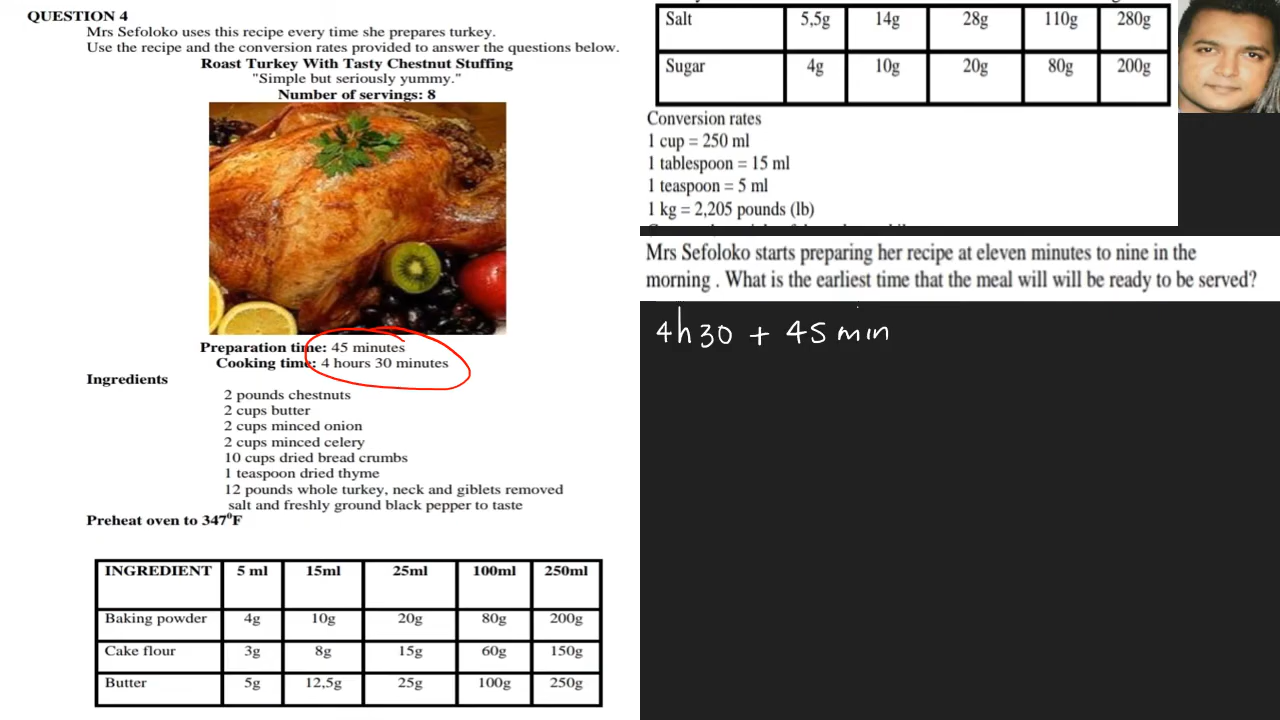 QUESTION 4
Mrs Sefoloko uses this recipe every time she prepares turkey.
Use the recipe and the conversion rates provided to answer the questions below.
Roast Turkey With Tasty Chestnut Stuffing
"Simple but seriously yummy."
Number of servings: 8
Preparation time: 45 minutes
Cooking time: 4 hours 30 minutes
Ingredients
2 pounds chestnuts
2 cups butter
2 cups minced onion
2 cups minced celery
10 cups dried bread crumbs
1 teaspoon dried thyme
12 pounds whole turkey, neck and giblets removed
salt and freshly ground black pepper to taste
Preheat oven to 347⁰F
INGREDIENT 5 ml 15ml 25ml 100ml 250ml
Baking powder 4g 10g 20g 80g 200g
Cake flour 3g 8g 15g 60g 150g
Butter 5g 12,5g 25g 100g 250g
Salt 5,5g 14g 28g 110g 280g
Sugar 4g 10g 20g 80g 200g
Conversion rates
1 cup = 250 ml
1 tablespoon = 15 ml
1 teaspoon = 5 ml
1 kg = 2,205 pounds (lb)
Mrs Sefoloko starts preparing her recipe at eleven minutes to nine in the
morning . What is the earliest time that the meal will will be ready to be served?
4h30 + 45 min